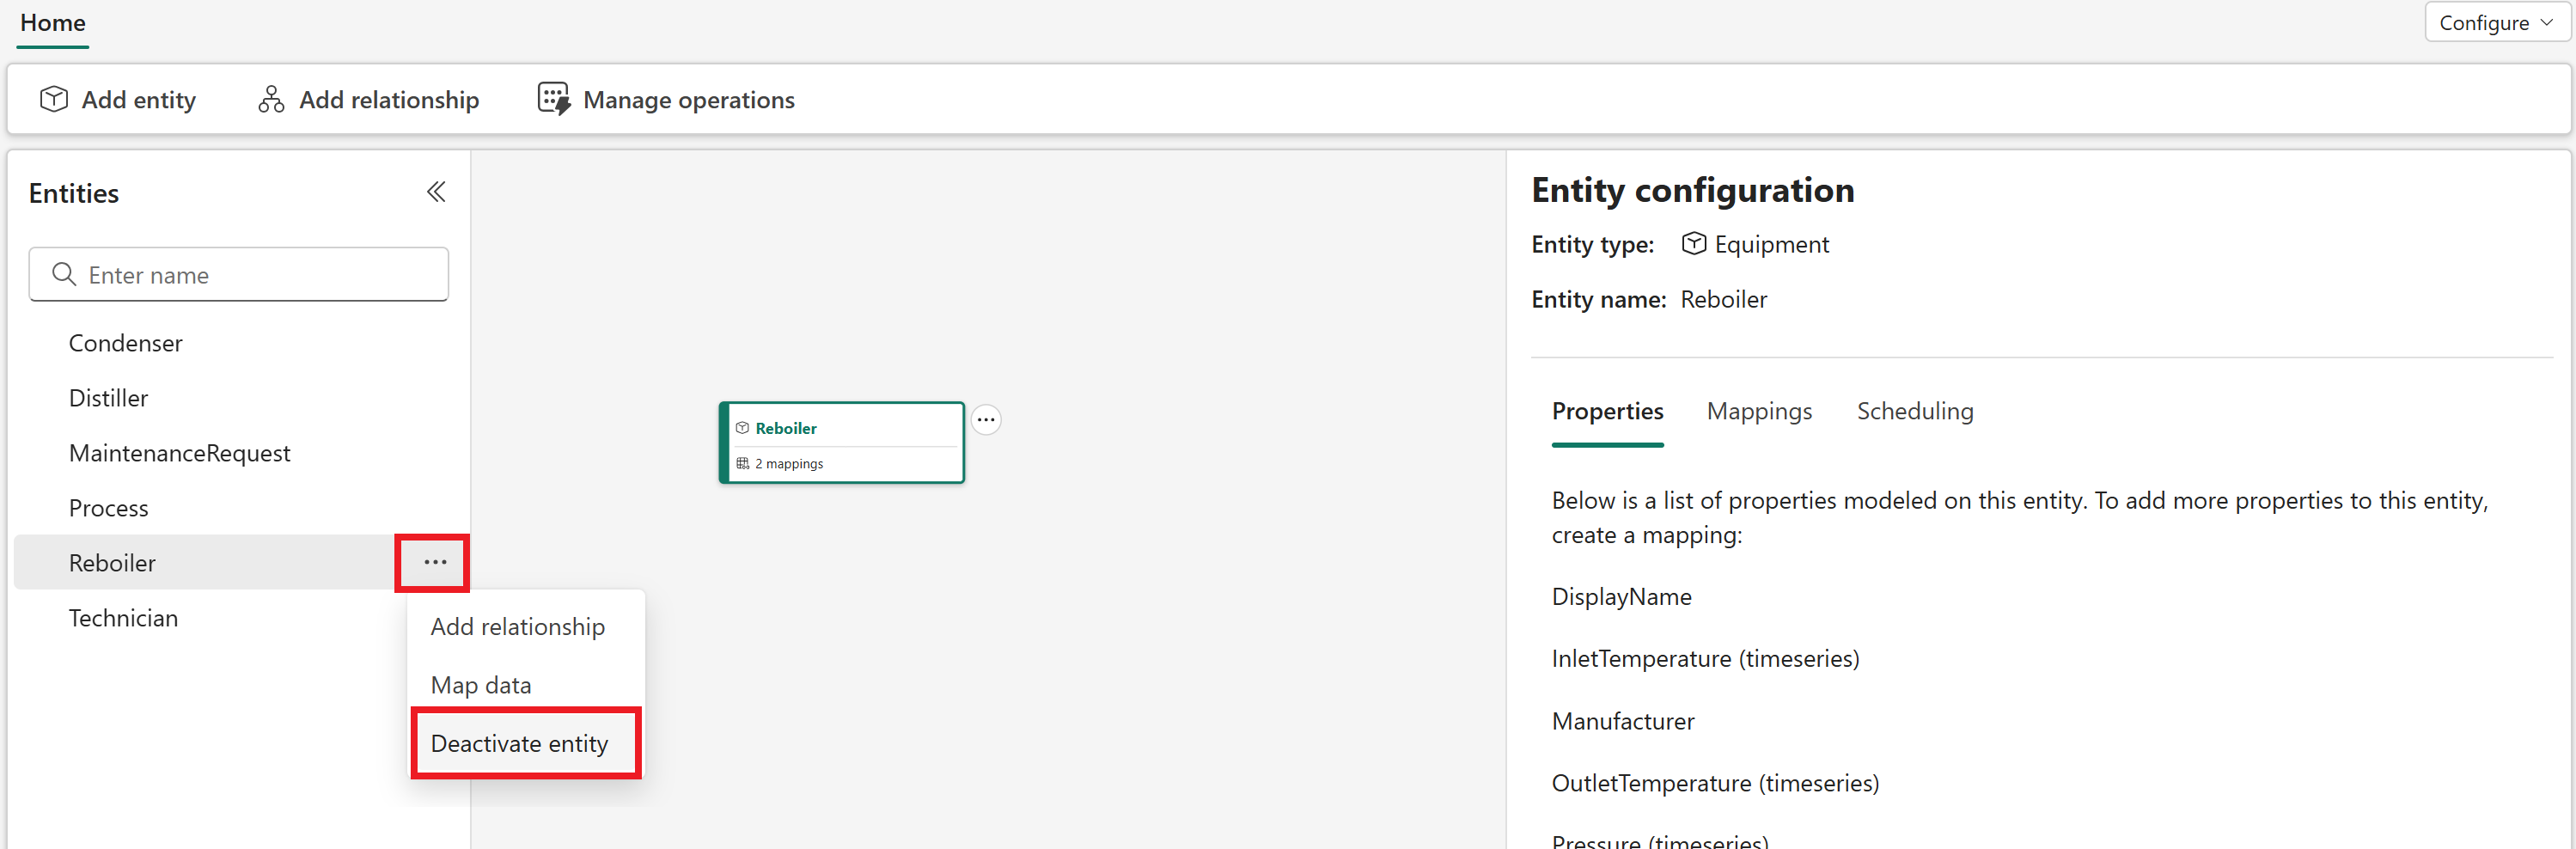 Home
Configure
Add entity
Add relationship
Manage operations
Entities
Enter name
Condenser
Distiller
MaintenanceRequest
Process
Reboiler
Technician
Add relationship
Map data
Deactivate entity
Reboiler
2 mappings
Entity configuration
Entity type: Equipment
Entity name: Reboiler
Properties Mappings Scheduling
Below is a list of properties modeled on this entity. To add more properties to this entity,
create a mapping:
DisplayName
InletTemperature (timeseries)
Manufacturer
OutletTemperature (timeseries)
Pressure (timeseries)